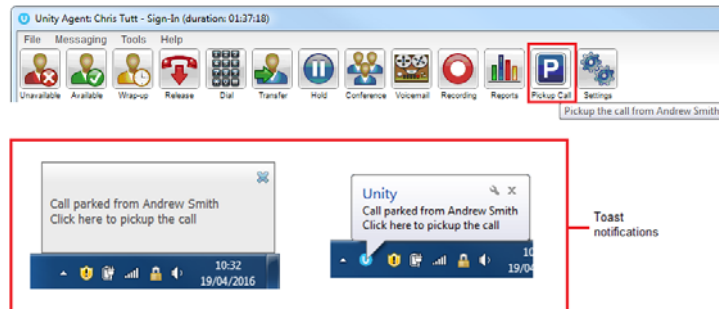 Unity Agent: Chris Tutt - Sign-In (duration: 01:37:18)
File Messaging Tools Help
Unavailable Available Wrap-up Release Dial Transfer Hold Conference Voicemail Recording Reports Pickup Call Settings
Pickup the call from Andrew Smith
Call parked from Andrew Smith
Click here to pickup the call
10:32
19/04/2016
Unity
Call parked from Andrew Smith
Click here to pickup the call
10
19/04
Toast
notifications